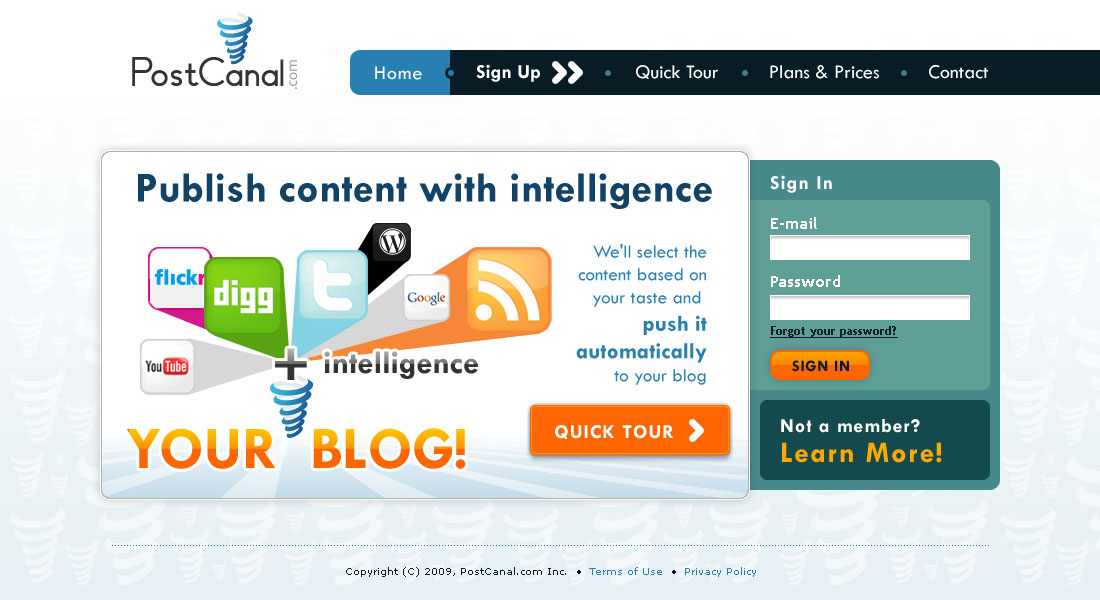 PostCanal.com
Home
Sign Up
Quick Tour
Plans & Prices
Contact
Publish content with intelligence
flickr
digg
t
W
Google
YouTube
+ intelligence
YOUR BLOG!
We'll select the
content based on
your taste and
push it
automatically
to your blog
QUICK TOUR
Sign In
E-mail
Password
Forgot your password?
SIGN IN
Not a member?
Learn More!
Copyright (C) 2009, PostCanal.com Inc. • Terms of Use • Privacy Policy